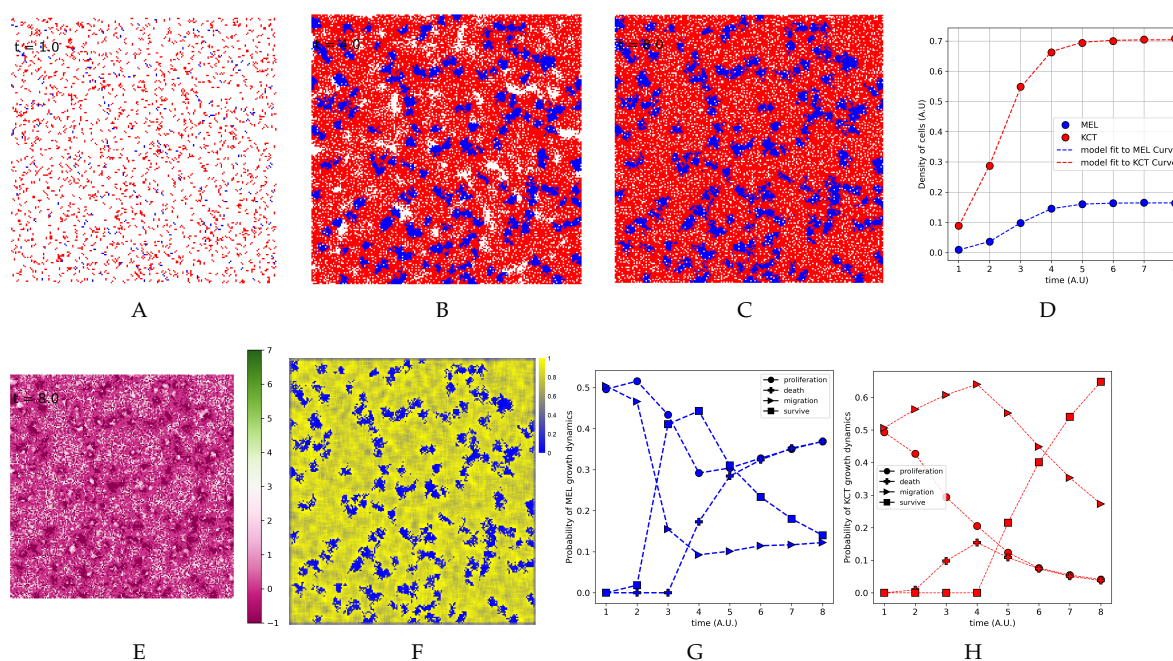 t = 1.0
A
B
C
0.7
0.6
0.5
0.4
0.3
0.2
0.1
0.0
Density of cells (A.U)
MEL
KCT
model fit to MEL Curv
model fit to KCT Curv
1 2 3 4 5 6 7
time (A.U)
D
t = 8.0
7
6
5
4
3
2
1
0
−1
E
1
0.8
0.6
0.4
0.2
0
F
Probability of MEL growth dynamics
0.5
0.4
0.3
0.2
0.1
0.0
proliferation
death
migration
survive
1 2 3 4 5 6 7 8
time (A.U.)
G
Probability of KCT growth dynamics
0.6
0.5
0.4
0.3
0.2
0.1
0.0
proliferation
death
migration
survive
1 2 3 4 5 6 7 8
time (A.U.)
H